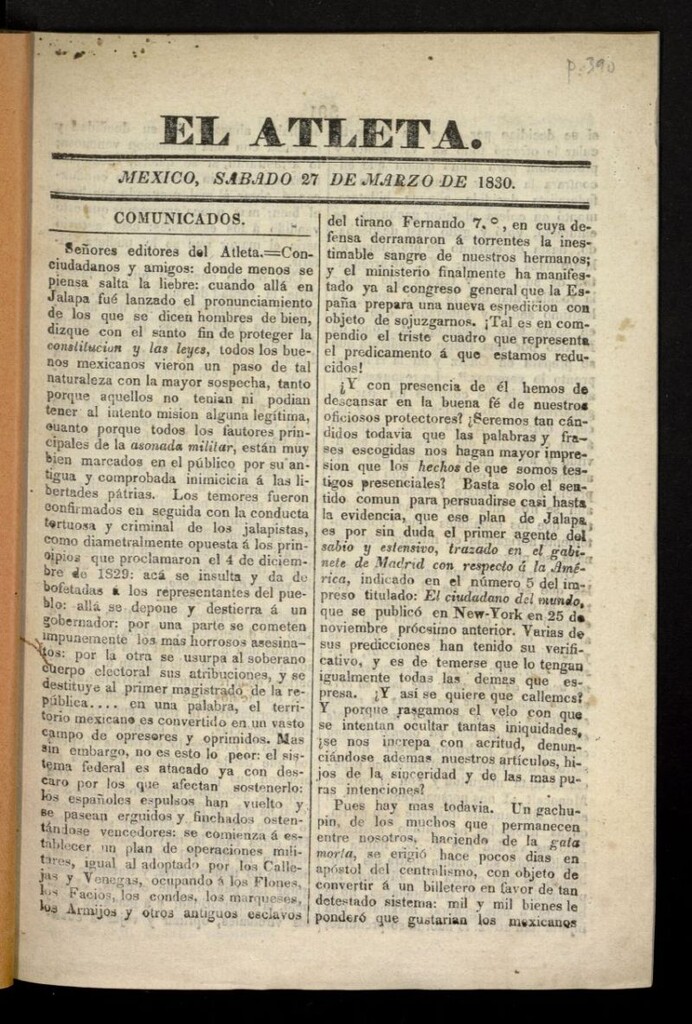 p. 390
EL ATLETA.
MEXICO, SABADO 27 DE MARZO DE 1830.
COMUNICADOS.
Señores editores del Atleta.=Con-
ciudadanos y amigos: donde menos se
piensa salta la liebre: cuando allá en
Jalapa fué lanzado el pronunciamiento
de los que se dicen hombres de bien,
dizque con el santo fin de proteger la
constitucion y las leyes, todos los bue-
nos mexicanos vieron un paso de tal
naturaleza con la mayor sospecha, tanto
porque aquellos no tenian ni podian
tener al intento mision alguna legítima,
cuanto porque todos los fautores prin-
cipales de la asonada militar, están muy
bien marcados en el público por su an-
tigua y comprobada inimicicia á las li-
bertades pátrias. Los temores fueron
confirmados en seguida con la conducta
tortuosa y criminal de los jalapistas,
como diametralmente opuesta á los prin-
cipios que proclamaron el 4 de diciem-
bre de 1829: acá se insulta y da de
bofetadas á los representantes del pue-
blo: allá se depone y destierra á un
gobernador: por una parte se cometen
impunemente los mas horrosos asesina-
tos: por la otra se usurpa al soberano
cuerpo electoral sus atribuciones, y se
destituye al primer magistrado de la re-
pública.... en una palabra, el terri-
torio mexicano es convertido en un vasto
campo de opresores y oprimidos. Mas
sin embargo, no es esto lo peor: el sis-
tema federal es atacado ya con des-
caro por los que afectan sostenerlo:
los españoles espulsos han vuelto y
se pasean erguidos y finchados osten-
tándose vencedores: se comienza á es-
tablecer un plan de operaciones mili-
tares, igual al adoptado por los Calle-
jas y Venegas, ocupando á los Flones,
los Facios, los condes, los marqueses,
los Armijos y otros antiguos esclavos
del tirano Fernando 7.°, en cuya de-
fensa derramaron á torrentes la ines-
timable sangre de nuestros hermanos;
y el ministerio finalmente ha manifes-
tado ya al congreso general que la Es-
paña prepara una nueva espedicion con
objeto de sojuzgarnos. ¡Tal es en com-
pendio el triste cuadro que representa
el predicamento á que estamos redu-
cidos!
¿Y con presencia de él hemos de
descansar en la buena fé de nuestros
oficiosos protectores? ¿Seremos tan cán-
didos todavia que las palabras y fra-
ses escogidas nos hagan mayor impre-
sion que los hechos de que somos tes-
tigos presenciales? Basta solo el sen-
tido comun para persuadirse casi hasta
la evidencia, que ese plan de Jalapa,
es por sin duda el primer agente del
sabio y estensivo, trazado en el gabi-
nete de Madrid con respecto á la Amé-
rica, indicado en el número 5 del im-
preso titulado: El ciudadano del mundo,
que se publicó en New-York en 25 de
noviembre prócsimo anterior. Varias de
sus predicciones han tenido su verifi-
cativo, y es de temerse que lo tengan
igualmente todas las demas que es-
presa. ¿Y asi se quiere que callemos?
Y porque rasgamos el velo con que
se intentan ocultar tantas iniquidades,
¿se nos increpa con acritud, denun-
ciándose ademas nuestros artículos, hi-
jos de la sinceridad y de las mas pu-
ras intenciones?
Pues hay mas todavia. Un gachu-
pin, de los muchos que permanecen
entre nosotros, haciendo de la gata
morta, se erigió hace pocos dias en
apóstol del centralismo, con objeto de
convertir á un billetero en favor de tan
detestado sistema: mil y mil bienes le
ponderó que gustarian los mexicanos